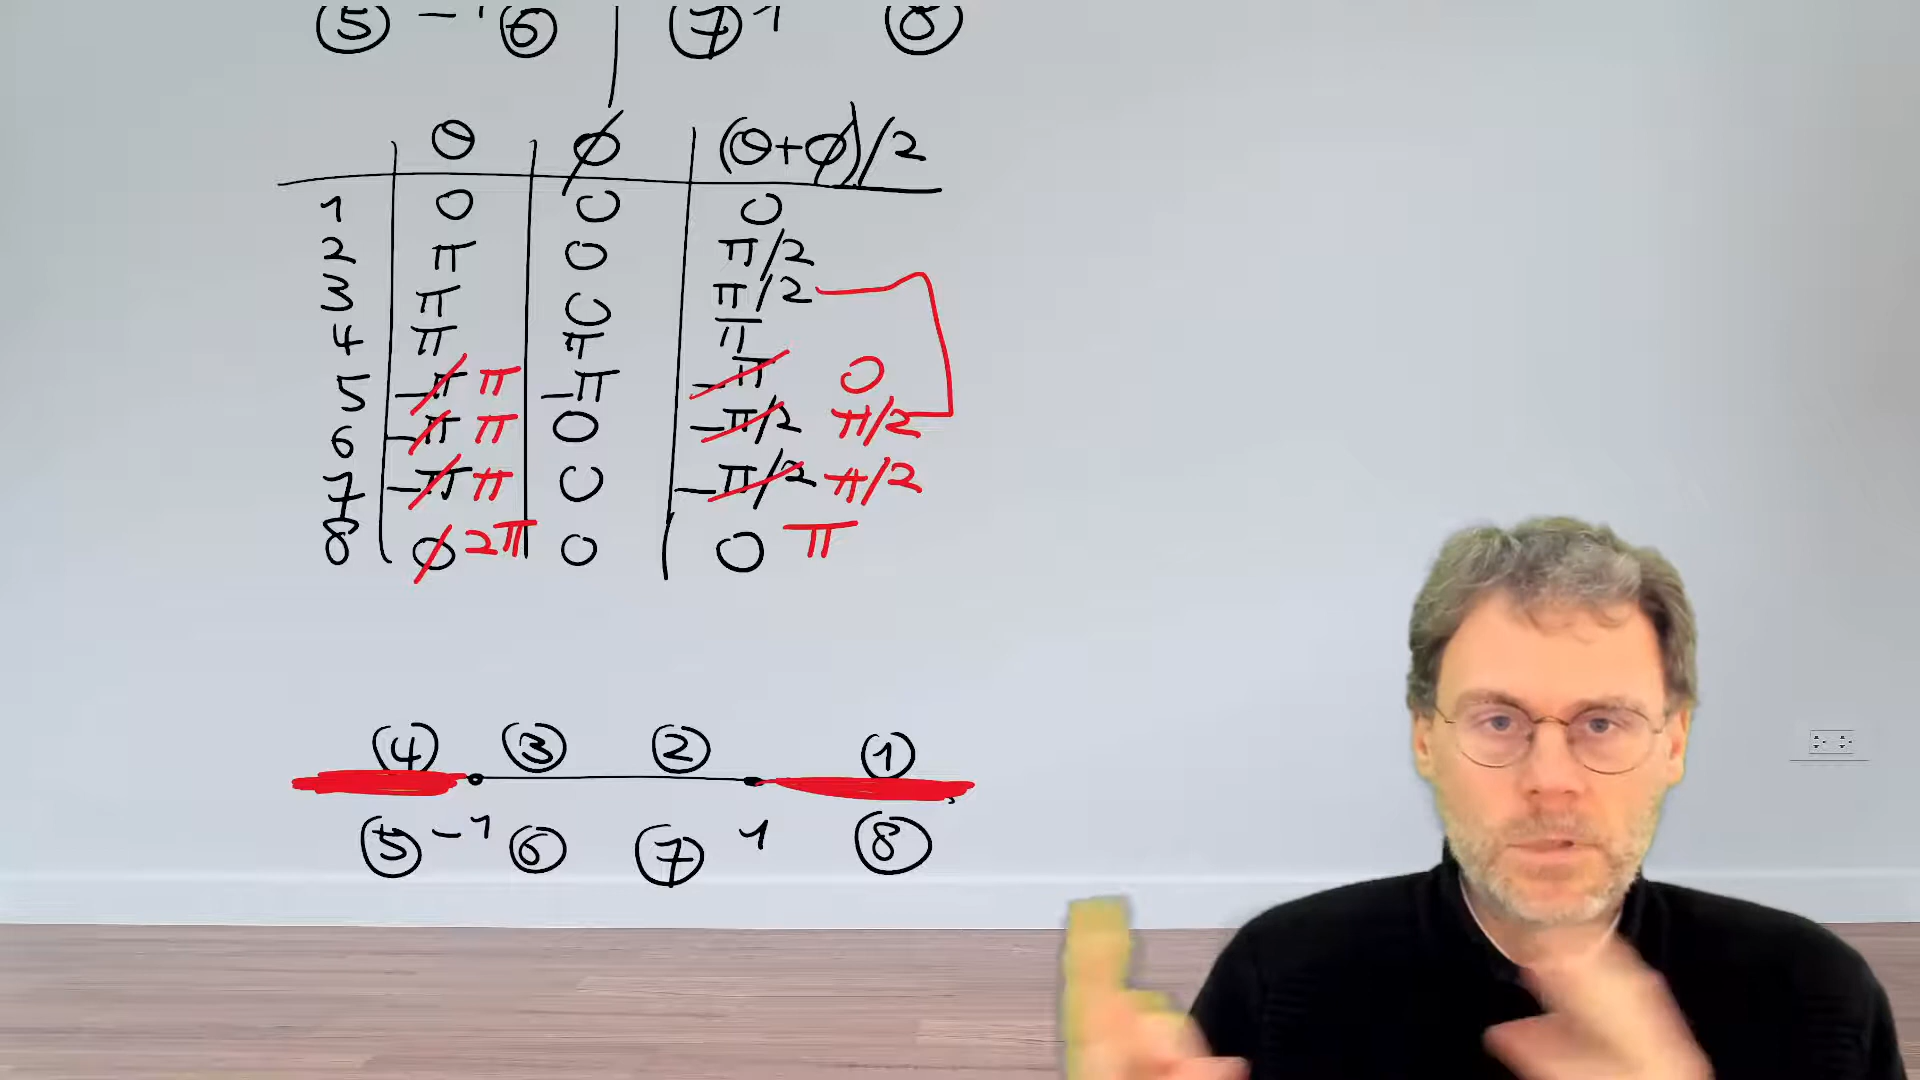 ⑤ -1 ⑥ ⑦ 1 ⑧
θ ϕ (θ+ϕ)/2
1 0 0 0
2 π 0 π/2
3 π 0 π/2
4 π π π
5 -π π -π -π 0
6 -π π 0 -π/2 π/2
7 -π π 0 -π/2 π/2
8 0 2π 0 0 π
④ ③ ② ①
⑤ -1 ⑥ ⑦ 1 ⑧